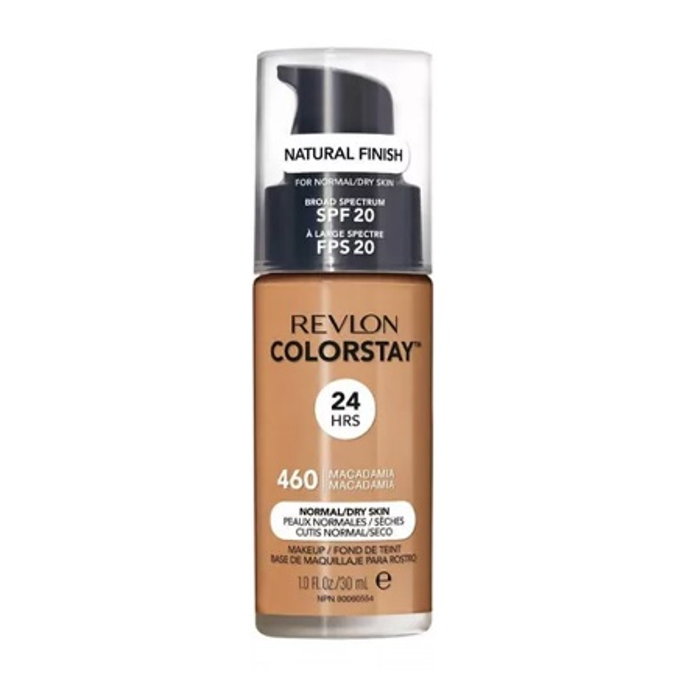 NATURAL FINISH
FOR NORMAL/DRY SKIN
BROAD SPECTRUM
SPF 20
À LARGE SPECTRE
FPS 20
REVLON
COLORSTAY™
24
HRS
460 MACADAMIA
MACADAMIA
NORMAL/DRY SKIN
PEAUX NORMALES / SÈCHES
CUTIS NORMAL/SECO
MAKEUP / FOND DE TEINT
BASE DE MAQUILLAJE PARA ROSTRO
1.0 Fl.Oz./30 mL e
NPN 80060554